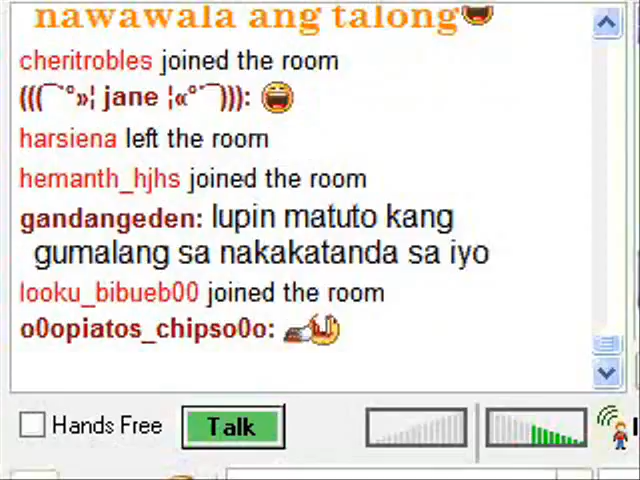 nawawala ang talong
cheritrobles joined the room
(((¯`°»¦ jane ¦«°´¯))):
harsiena left the room
hemanth_hjhs joined the room
gandangeden: lupin matuto kang
gumalang sa nakakatanda sa iyo
looku_bibueb00 joined the room
o0opiatos_chipso0o:
Hands Free
Talk